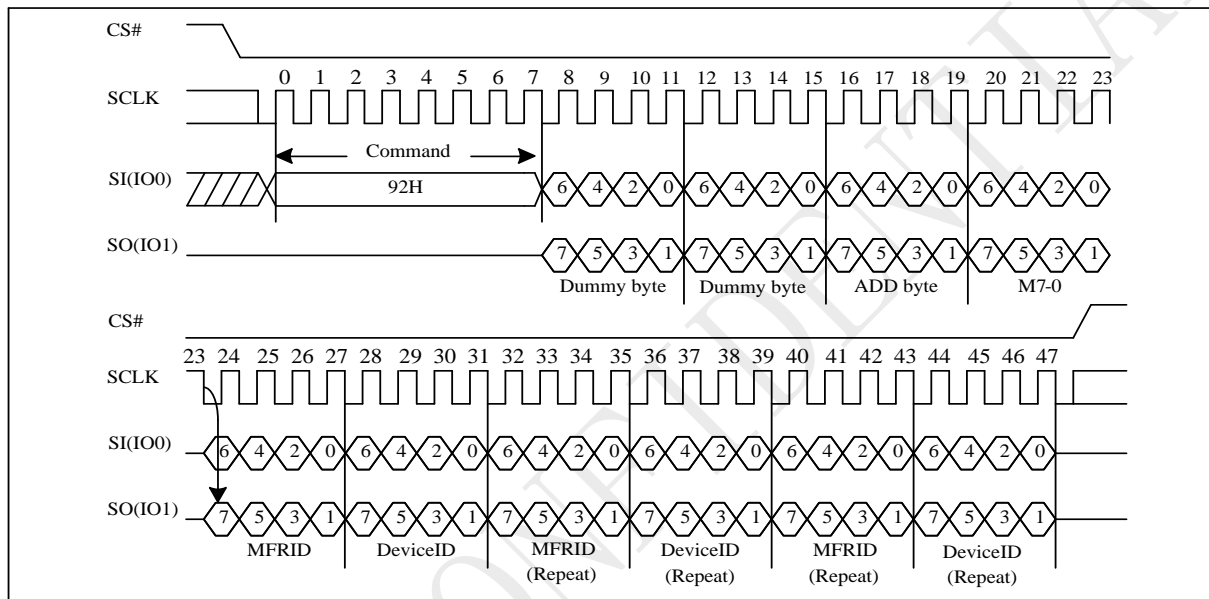 CS#
0 1 2 3 4 5 6 7 8 9 10 11 12 13 14 15 16 17 18 19 20 21 22 23
SCLK
Command
SI(IO0) 92H 6 4 2 0 6 4 2 0 6 4 2 0 6 4 2 0
SO(IO1) 7 5 3 1 7 5 3 1 7 5 3 1 7 5 3 1
Dummy byte Dummy byte ADD byte M7-0
CS#
23 24 25 26 27 28 29 30 31 32 33 34 35 36 37 38 39 40 41 42 43 44 45 46 47
SCLK
SI(IO0) 6 4 2 0 6 4 2 0 6 4 2 0 6 4 2 0 6 4 2 0 6 4 2 0
SO(IO1) 7 5 3 1 7 5 3 1 7 5 3 1 7 5 3 1 7 5 3 1 7 5 3 1
MFRID DeviceID MFRID DeviceID MFRID DeviceID
(Repeat) (Repeat) (Repeat) (Repeat)
ONFIDENTIA